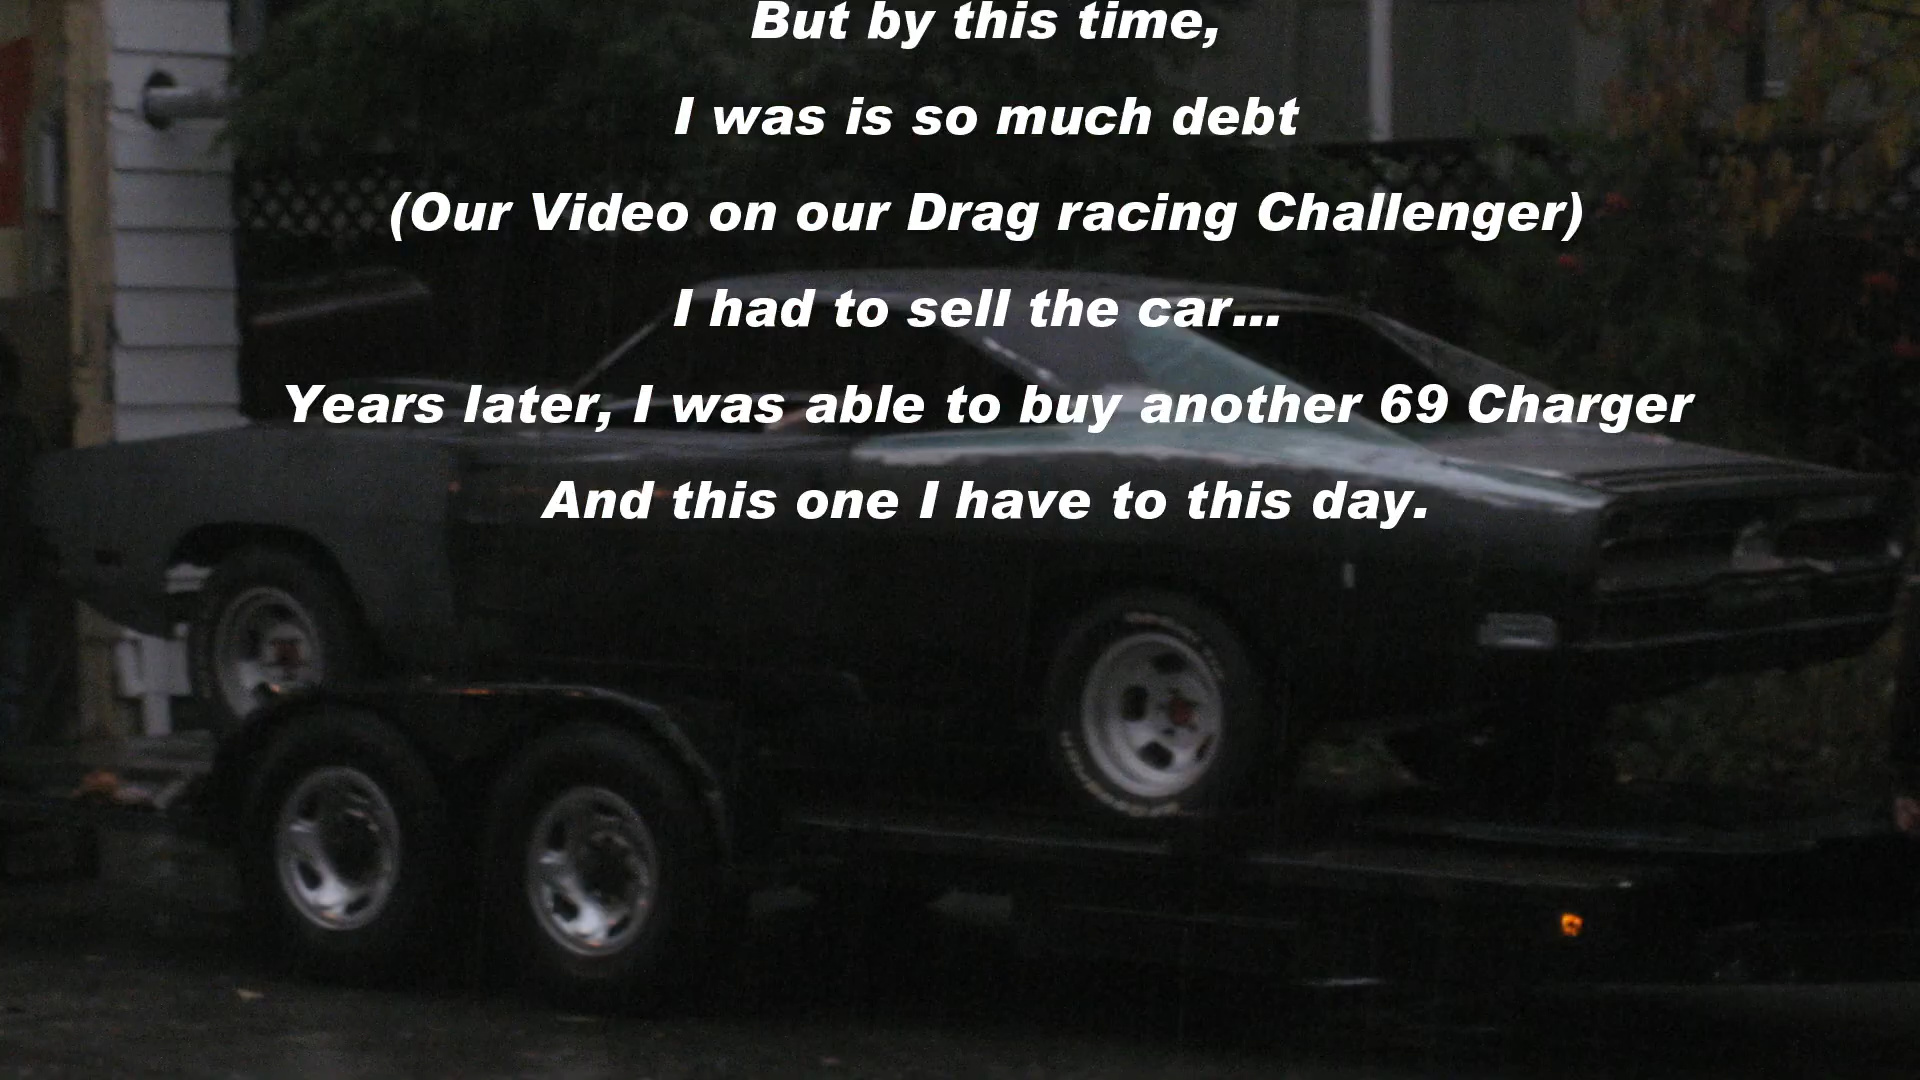 But by this time,
I was is so much debt
(Our Video on our Drag racing Challenger)
I had to sell the car...
Years later, I was able to buy another 69 Charger
And this one I have to this day.